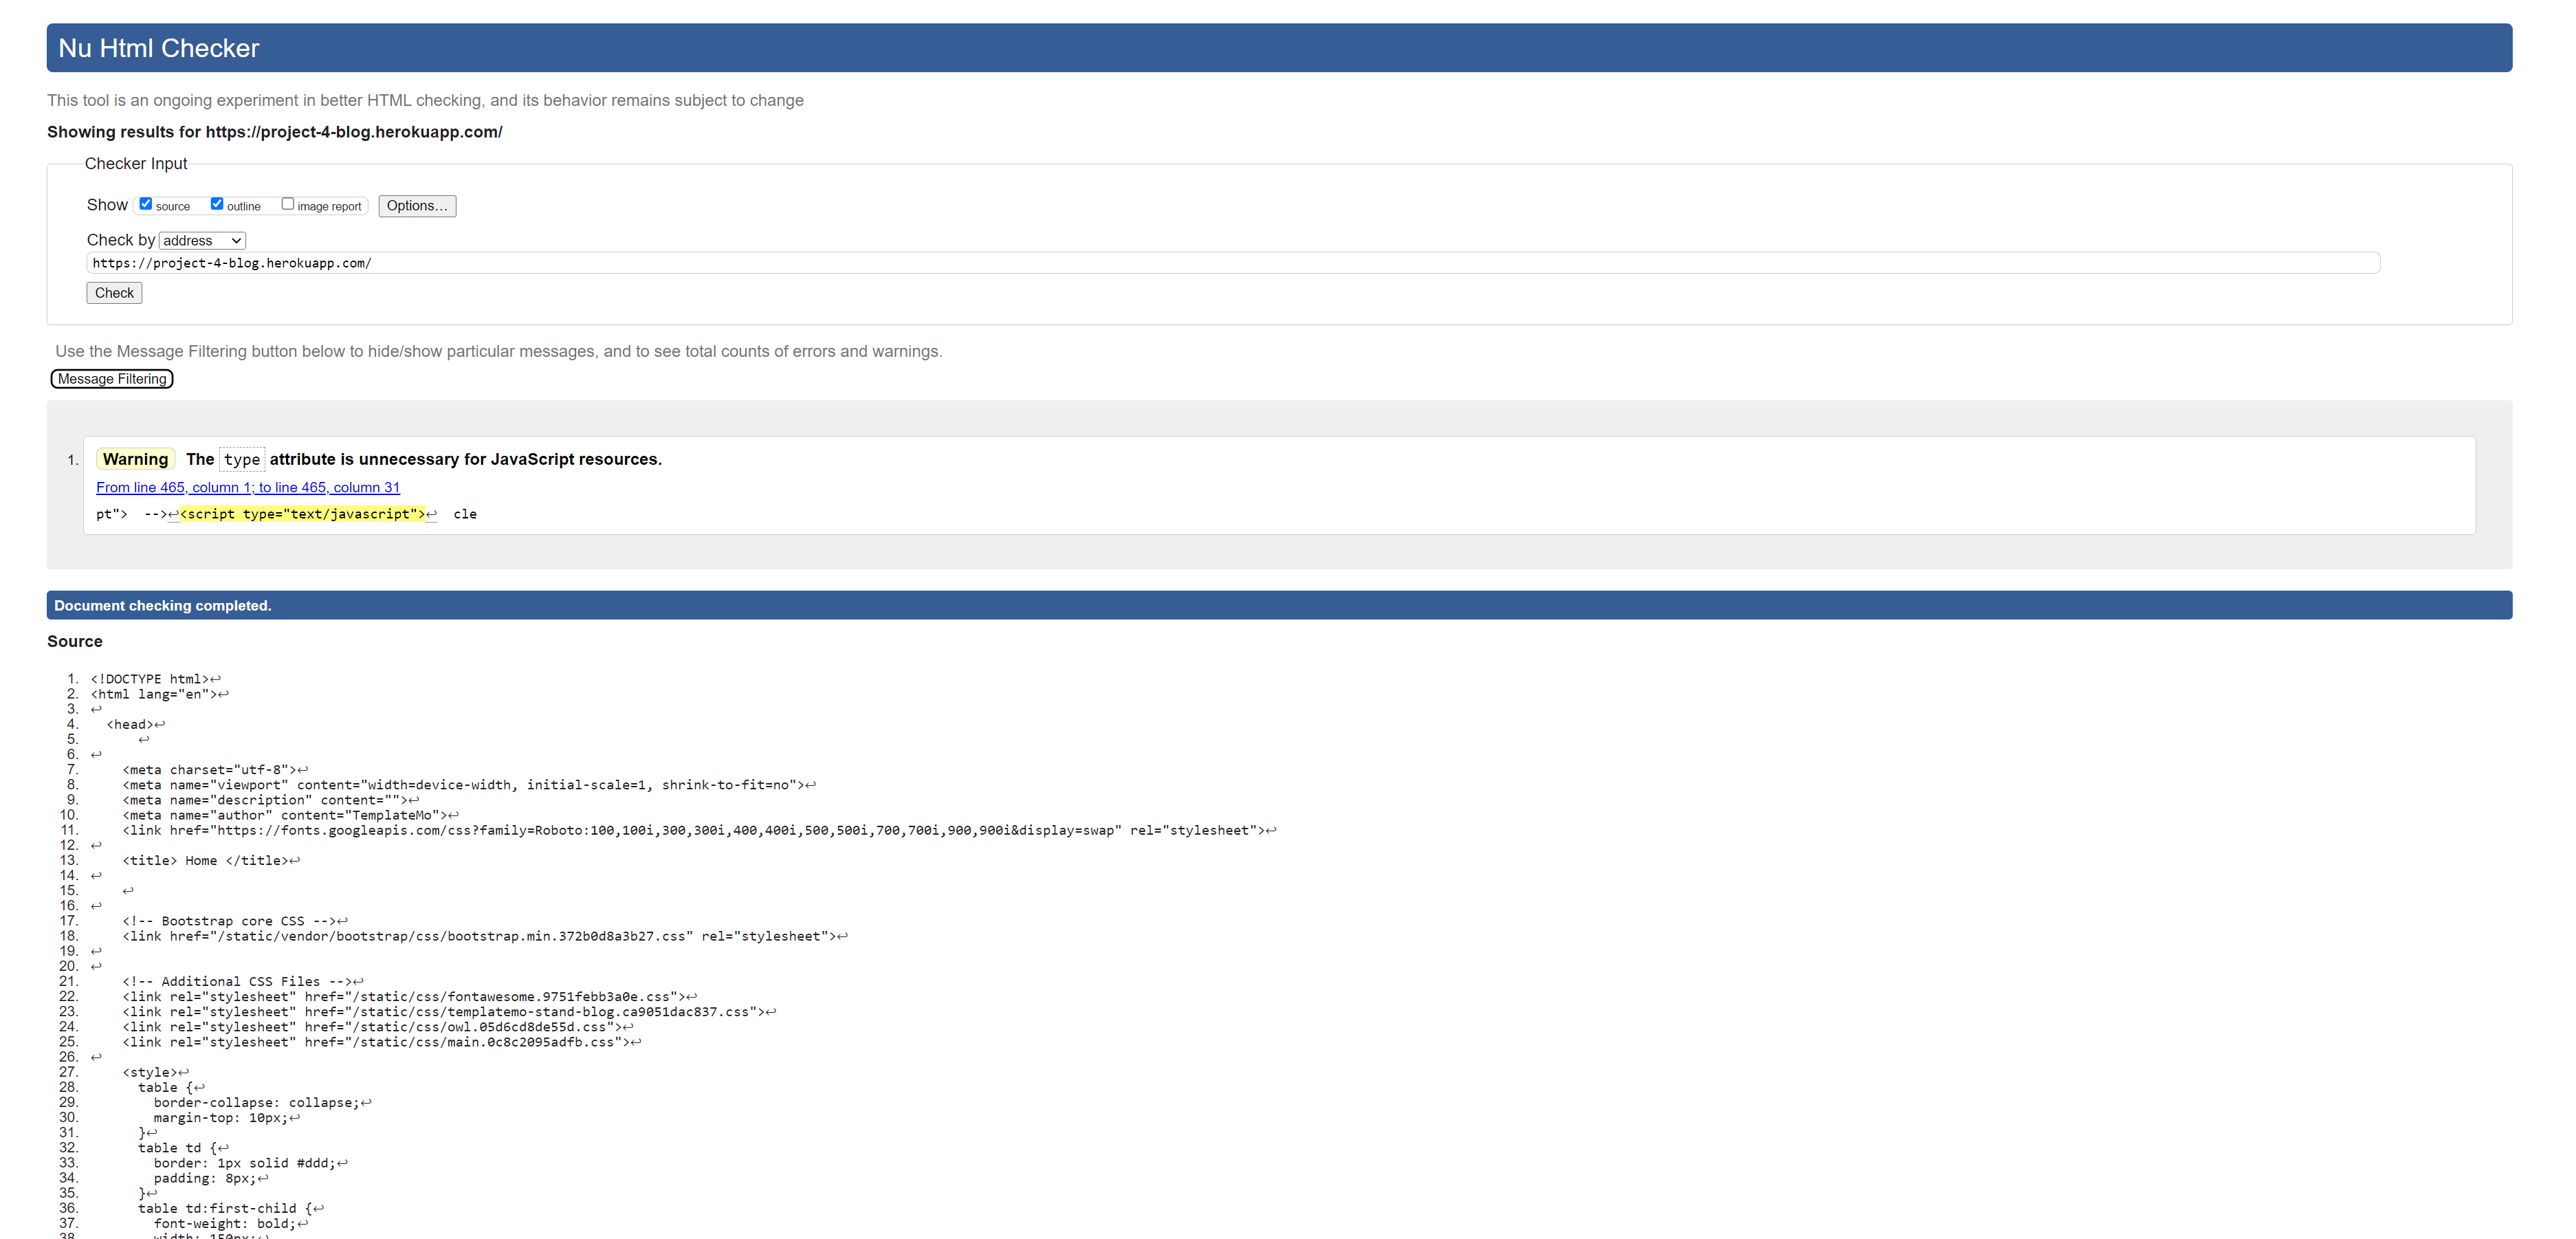 Nu Html Checker
This tool is an ongoing experiment in better HTML checking, and its behavior remains subject to change
Showing results for https://project-4-blog.herokuapp.com/
Checker Input
Show source outline image report Options...
Check by address
https://project-4-blog.herokuapp.com/
Check
Use the Message Filtering button below to hide/show particular messages, and to see total counts of errors and warnings.
Message Filtering
1. Warning The type attribute is unnecessary for JavaScript resources.
From line 465, column 1; to line 465, column 31
pt">  -->↩<script type="text/javascript">↩  cle
Document checking completed.
Source
1. <!DOCTYPE html>↩
2. <html lang="en">↩
3. ↩
4.   <head>↩
5.       ↩
6. ↩
7.     <meta charset="utf-8">↩
8.     <meta name="viewport" content="width=device-width, initial-scale=1, shrink-to-fit=no">↩
9.     <meta name="description" content="">↩
10.     <meta name="author" content="TemplateMo">↩
11.     <link href="https://fonts.googleapis.com/css?family=Roboto:100,100i,300,300i,400,400i,500,500i,700,700i,900,900i&display=swap" rel="stylesheet">↩
12. ↩
13.     <title> Home </title>↩
14. ↩
15.     ↩
16. ↩
17.     <!-- Bootstrap core CSS -->↩
18.     <link href="/static/vendor/bootstrap/css/bootstrap.min.372b0d8a3b27.css" rel="stylesheet">↩
19. ↩
20. ↩
21.     <!-- Additional CSS Files -->↩
22.     <link rel="stylesheet" href="/static/css/fontawesome.9751febb3a0e.css">↩
23.     <link rel="stylesheet" href="/static/css/templatemo-stand-blog.ca9051dac837.css">↩
24.     <link rel="stylesheet" href="/static/css/owl.05d6cd8de55d.css">↩
25.     <link rel="stylesheet" href="/static/css/main.0c8c2095adfb.css">↩
26. ↩
27.     <style>↩
28.       table {↩
29.         border-collapse: collapse;↩
30.         margin-top: 10px;↩
31.       }↩
32.       table td {↩
33.         border: 1px solid #ddd;↩
34.         padding: 8px;↩
35.       }↩
36.       table td:first-child {↩
37.         font-weight: bold;↩
38.         width: 150px;↩